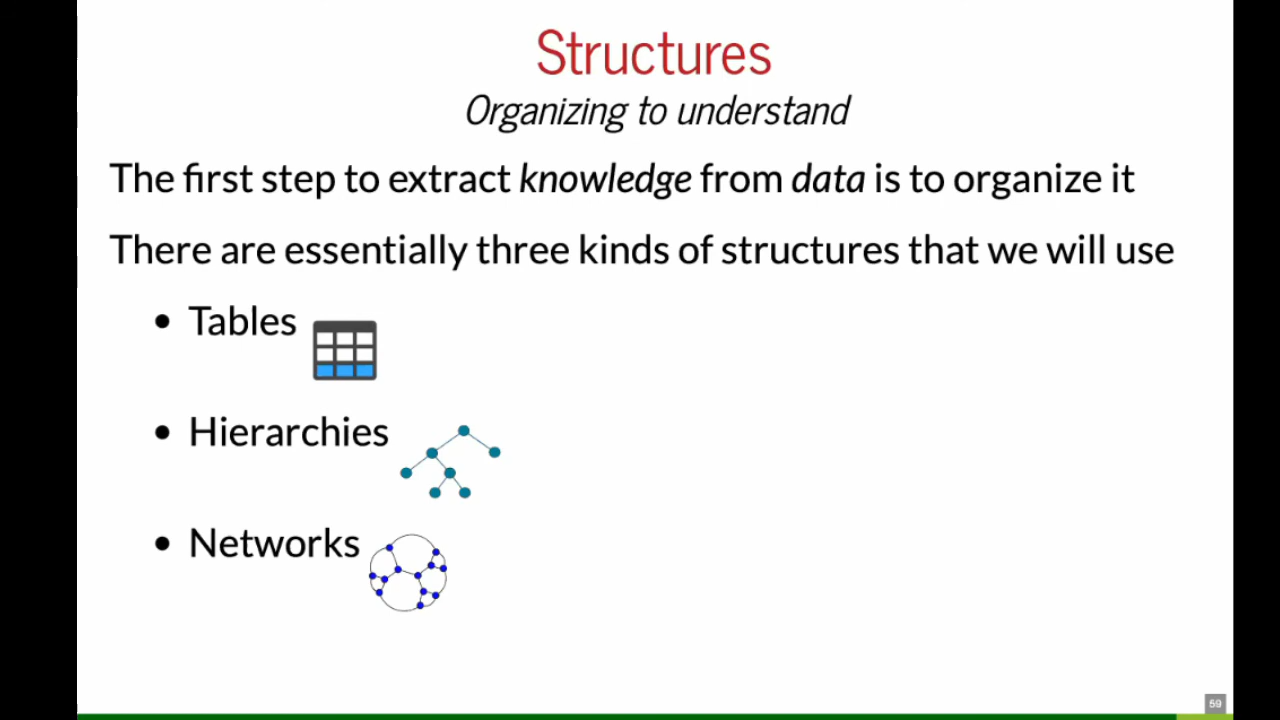 Structures
Organizing to understand
The first step to extract knowledge from data is to organize it
There are essentially three kinds of structures that we will use
• Tables
• Hierarchies
• Networks
59